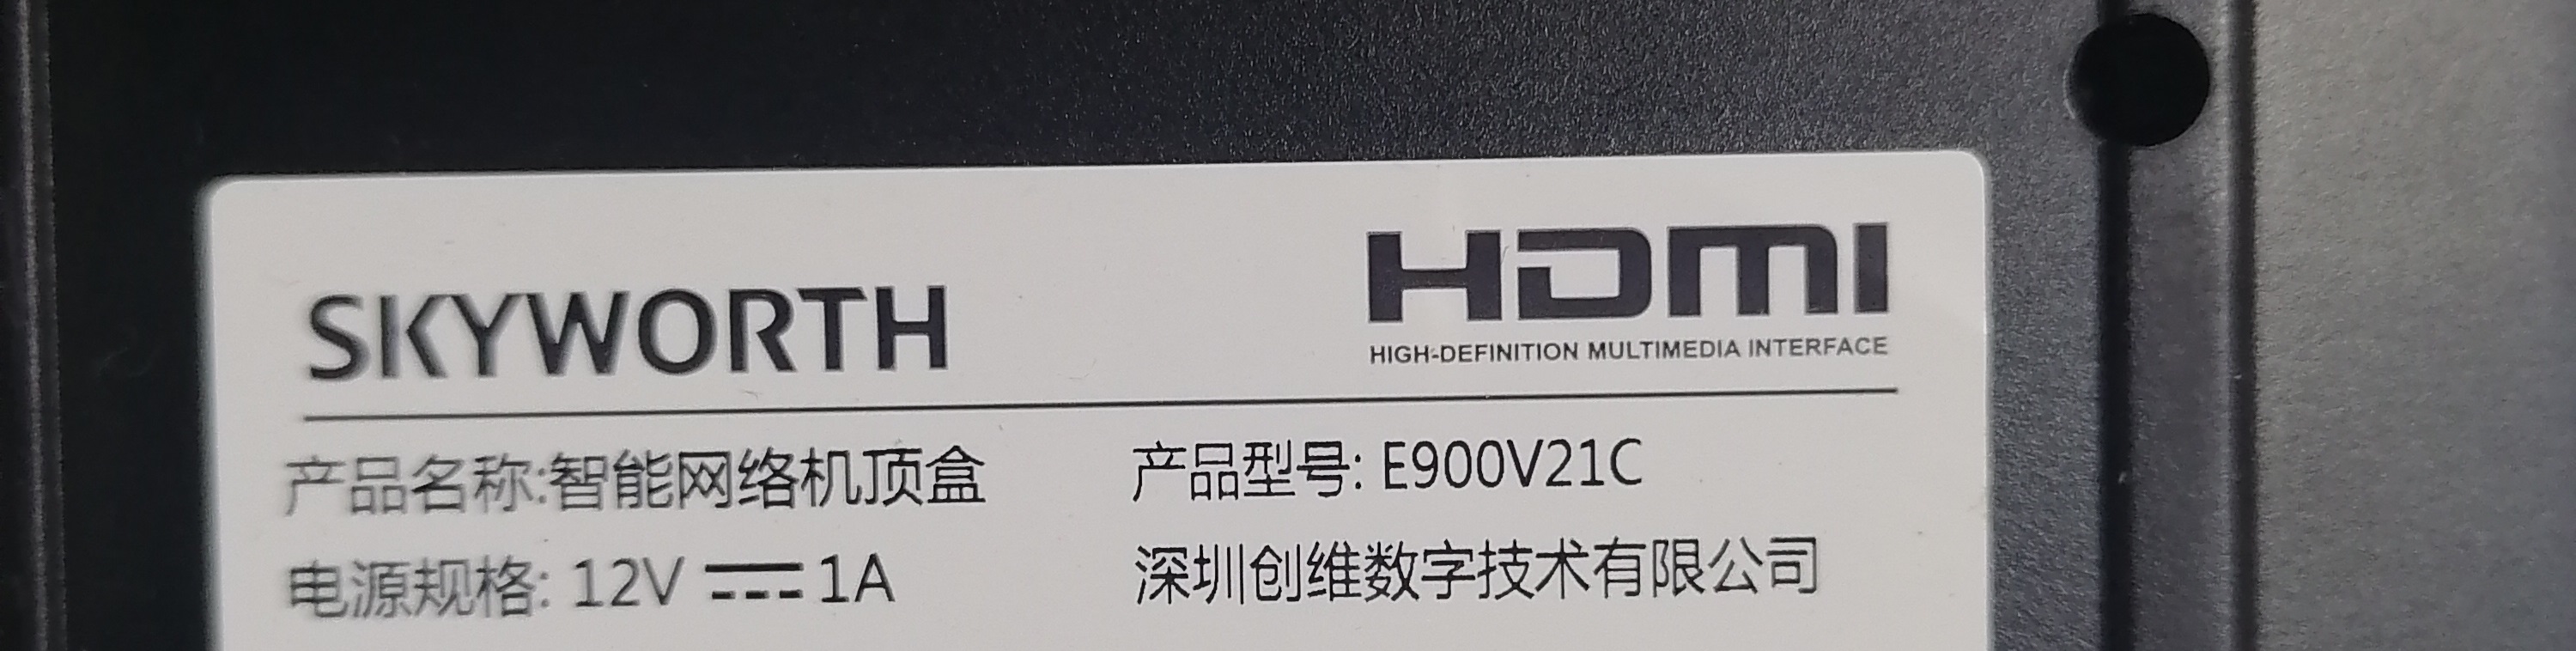 SKYWORTH
HDMI
HIGH-DEFINITION MULTIMEDIA INTERFACE
产品名称:智能网络机顶盒
产品型号: E900V21C
电源规格: 12V ⎓ 1A
深圳创维数字技术有限公司